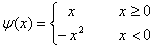 ψ(x) = { x x ≥ 0
−x² x < 0